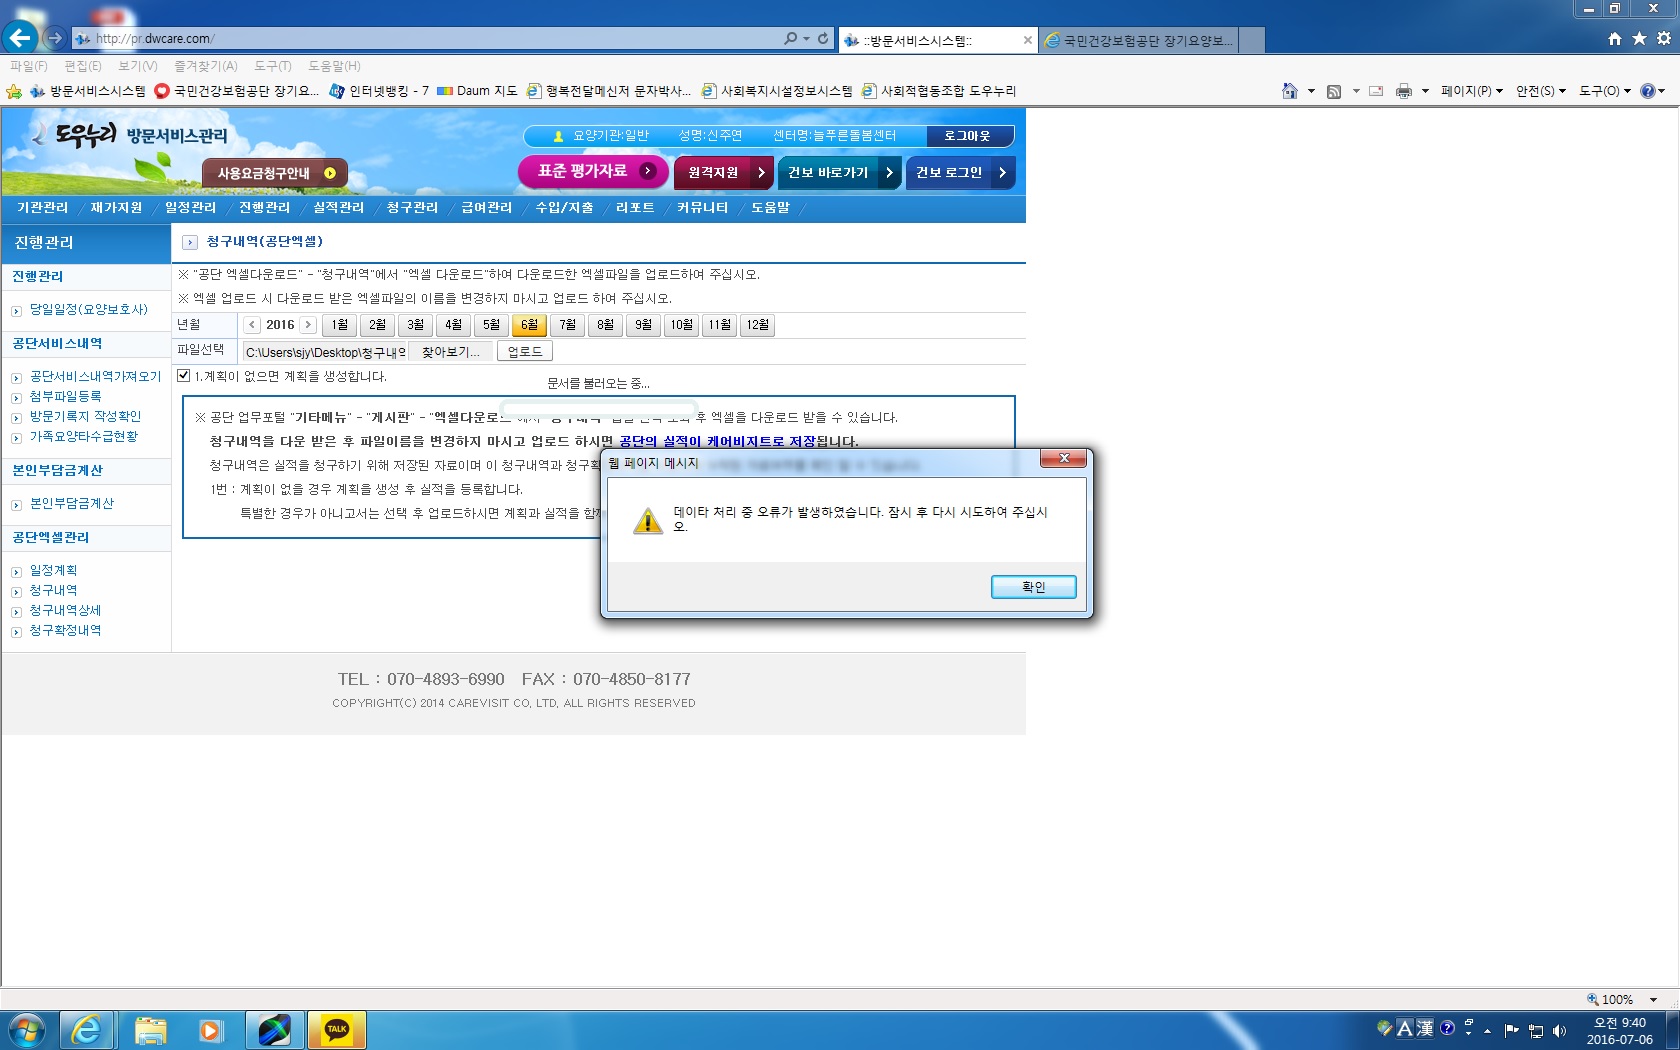 http://pr.dwcare.com/
::방문서비스시스템::
국민건강보험공단 장기요양보...
파일(F) 편집(E) 보기(V) 즐겨찾기(A) 도구(T) 도움말(H)
방문서비스시스템 국민건강보험공단 장기요... 인터넷뱅킹 - 7 Daum 지도 행복전달메신저 문자박사... 사회복지시설정보시스템 사회적협동조합 도우누리
페이지(P) 안전(S) 도구(O)
도우누리 방문서비스관리
요양기관:일반 성명:신주연 센터명:늘푸른돌봄센터 로그아웃
사용요금청구안내
표준 평가자료 원격지원 건보 바로가기 건보 로그인
기관관리 재가지원 일정관리 진행관리 실적관리 청구관리 급여관리 수입/지출 리포트 커뮤니티 도움말
진행관리
진행관리
당일일정(요양보호사)
공단서비스내역
공단서비스내역가져오기
첨부파일등록
방문기록지 작성확인
가족요양타수급현황
본인부담금계산
본인부담금계산
공단엑셀관리
일정계획
청구내역
청구내역상세
청구확정내역
청구내역(공단엑셀)
※ "공단 엑셀다운로드" - "청구내역"에서 "엑셀 다운로드"하여 다운로드한 엑셀파일을 업로드하여 주십시오.
※ 엑셀 업로드 시 다운로드 받은 엑셀파일의 이름을 변경하지 마시고 업로드 하여 주십시오.
년월 2016 1월 2월 3월 4월 5월 6월 7월 8월 9월 10월 11월 12월
파일선택 C:\Users\sjy\Desktop\청구내역 찾아보기... 업로드
1.계획이 없으면 계획을 생성합니다.
문서를 불러오는 중...
※ 공단 업무포털 "기타메뉴" - "게시판" - "엑셀다운로드 후 엑셀을 다운로드 받을 수 있습니다.
청구내역을 다운 받은 후 파일이름을 변경하지 마시고 업로드 하시면 공단의 실적이 케어비지트로 저장됩니다.
청구내역은 실적을 청구하기 위해 저장된 자료이며 이 청구내역과 청구확
1번 : 계획이 없을 경우 계획을 생성 후 실적을 등록합니다.
특별한 경우가 아니고서는 선택 후 업로드하시면 계획과 실적을 함께
웹 페이지 메시지
데이타 처리 중 오류가 발생하였습니다. 잠시 후 다시 시도하여 주십시
오.
확인
TEL : 070-4893-6990 FAX : 070-4850-8177
COPYRIGHT(C) 2014 CAREVISIT CO, LTD, ALL RIGHTS RESERVED
100%
TALK
A 漢
오전 9:40
2016-07-06